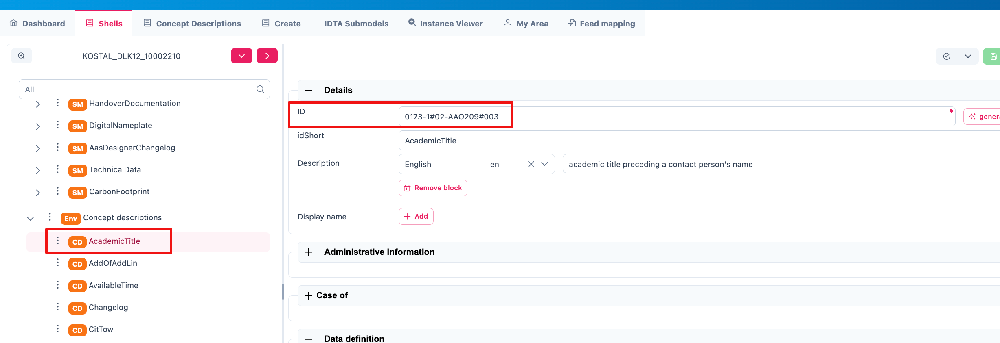 Dashboard
Shells
Concept Descriptions
Create
IDTA Submodels
Instance Viewer
My Area
Feed mapping
KOSTAL_DLK12_10002210
All
SM HandoverDocumentation
SM DigitalNameplate
SM AasDesignerChangelog
SM TechnicalData
SM CarbonFootprint
Env Concept descriptions
CD AcademicTitle
CD AddOfAddLin
CD AvailableTime
CD Changelog
CD CitTow
Details
ID 0173-1#02-AAO209#003
genera
idShort AcademicTitle
Description English en academic title preceding a contact person's name
Remove block
Display name Add
Administrative information
Case of
Data definition